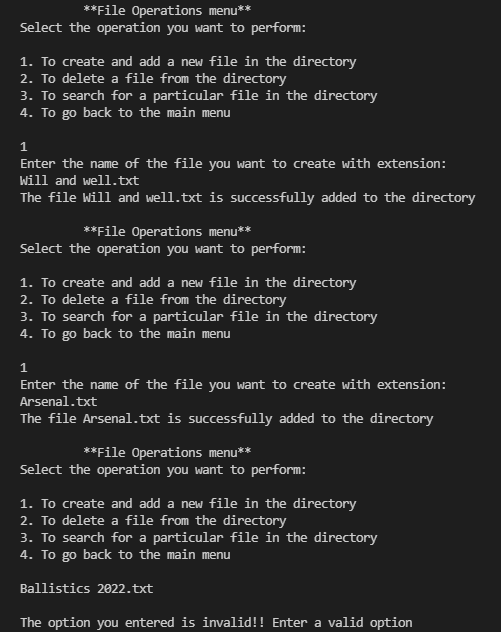 **File Operations menu**
Select the operation you want to perform:
1. To create and add a new file in the directory
2. To delete a file from the directory
3. To search for a particular file in the directory
4. To go back to the main menu
1
Enter the name of the file you want to create with extension:
Will and well.txt
The file Will and well.txt is successfully added to the directory
**File Operations menu**
Select the operation you want to perform:
1. To create and add a new file in the directory
2. To delete a file from the directory
3. To search for a particular file in the directory
4. To go back to the main menu
1
Enter the name of the file you want to create with extension:
Arsenal.txt
The file Arsenal.txt is successfully added to the directory
**File Operations menu**
Select the operation you want to perform:
1. To create and add a new file in the directory
2. To delete a file from the directory
3. To search for a particular file in the directory
4. To go back to the main menu
Ballistics 2022.txt
The option you entered is invalid!! Enter a valid option